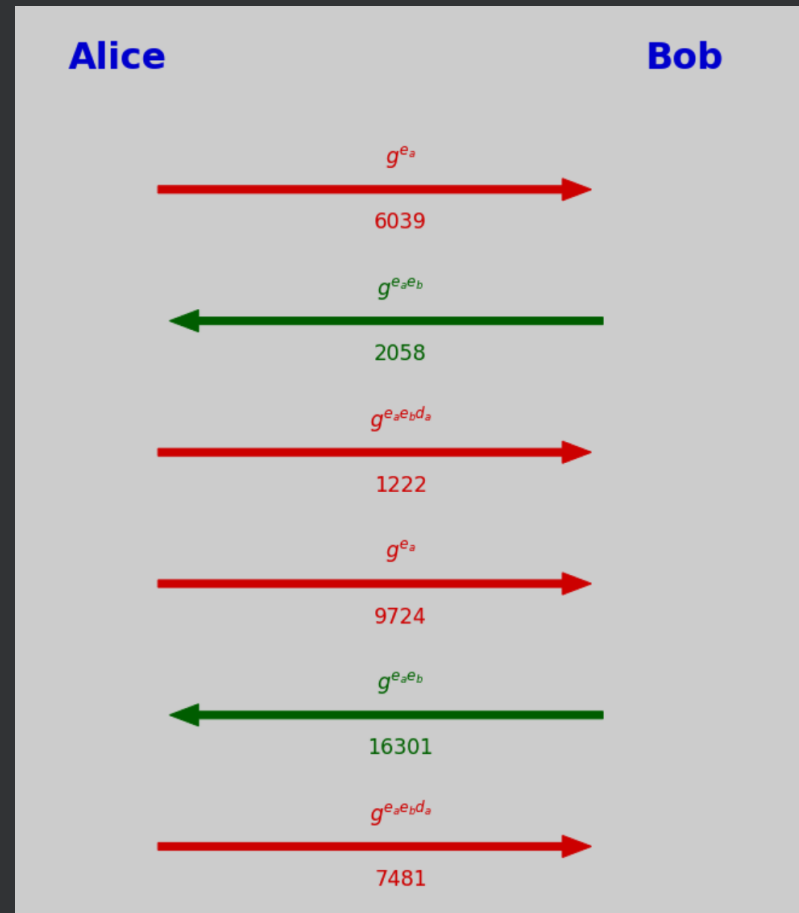 Alice Bob
g^{e_a}
6039
g^{e_a e_b}
2058
g^{e_a e_b d_a}
1222
g^{e_a}
9724
g^{e_a e_b}
16301
g^{e_a e_b d_a}
7481